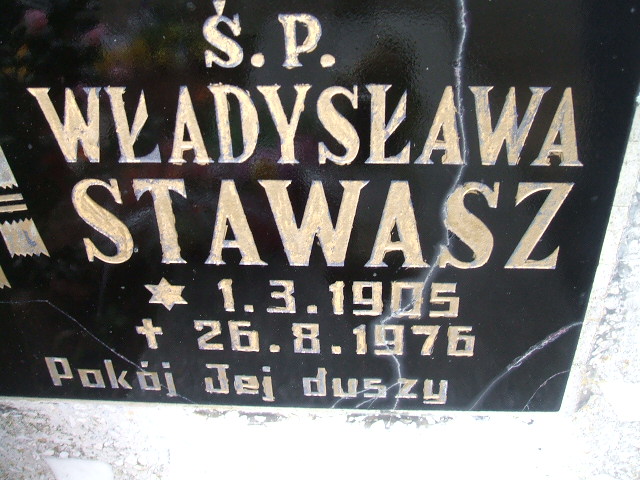 Ś.P.
WŁADYSŁAWA
STAWASZ
✶ 1.3.1905
✝ 26.8.1976
Pokój Jej duszy